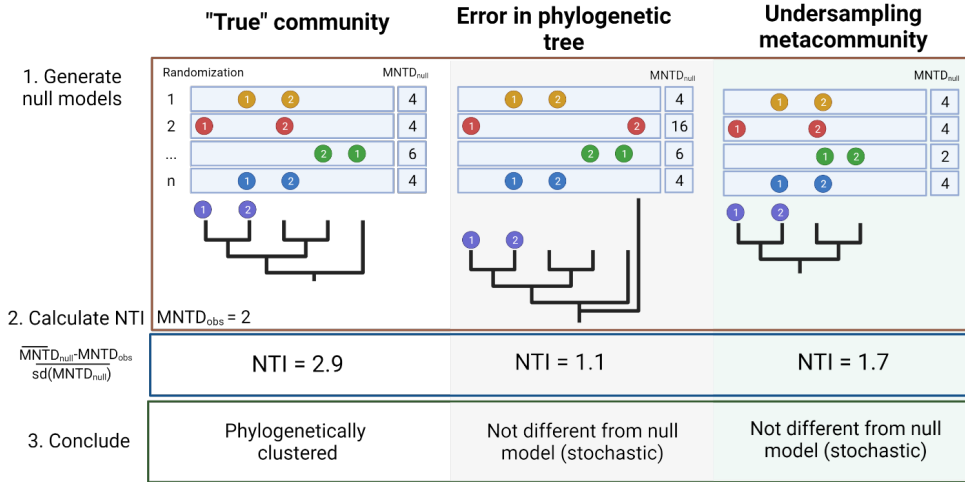 "True" community
Error in phylogenetic
tree
Undersampling
metacommunity
1. Generate
null models
Randomization
MNTDnull
MNTDnull
MNTDnull
1
1 2
4
1 2
4
1 2
4
2
1 2
4
1 2
16
1 2
4
...
2 1
6
2 1
6
1 2
2
n
1 2
4
1 2
4
1 2
4
1 2
1 2
1 2
2. Calculate NTI
MNTDobs = 2
MNTDnull-MNTDobs
sd(MNTDnull)
NTI = 2.9
NTI = 1.1
NTI = 1.7
3. Conclude
Phylogenetically
clustered
Not different from null
model (stochastic)
Not different from null
model (stochastic)